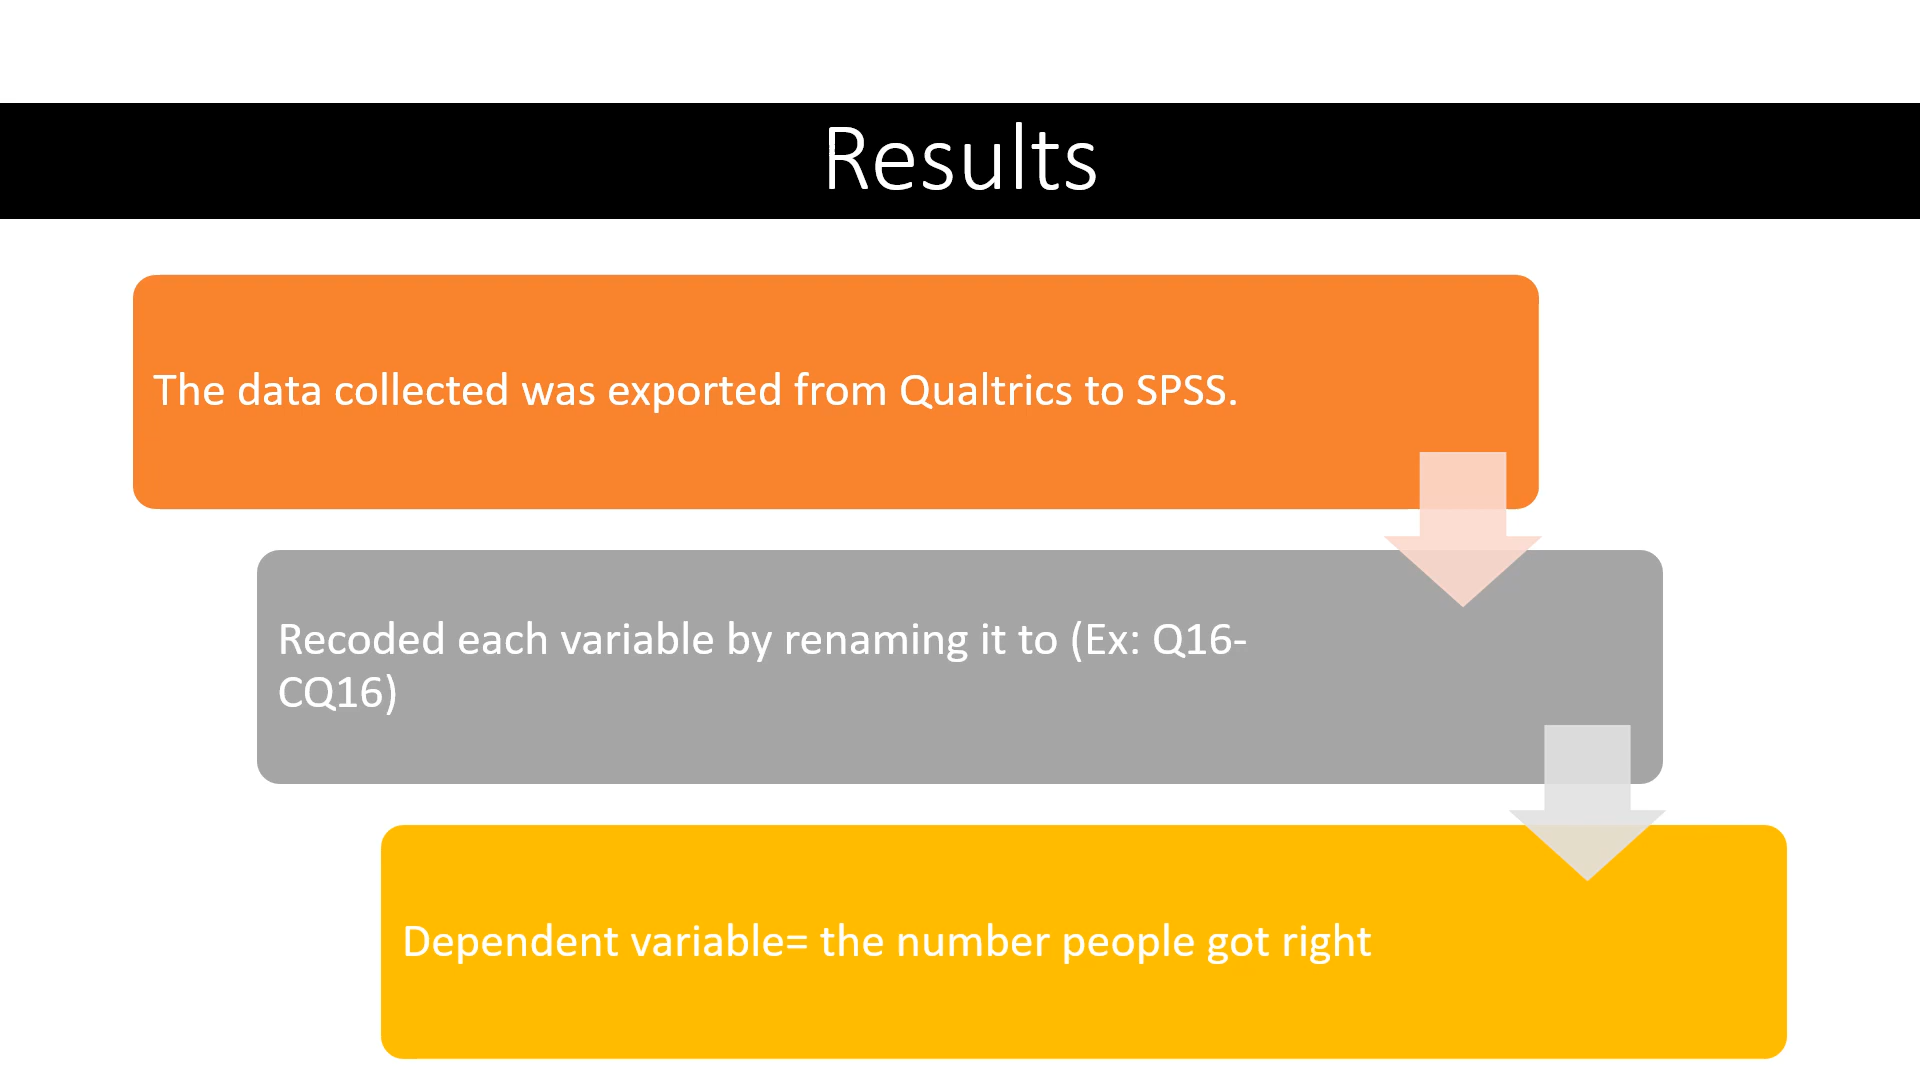 Results
The data collected was exported from Qualtrics to SPSS.
Recoded each variable by renaming it to (Ex: Q16-
CQ16)
Dependent variable= the number people got right